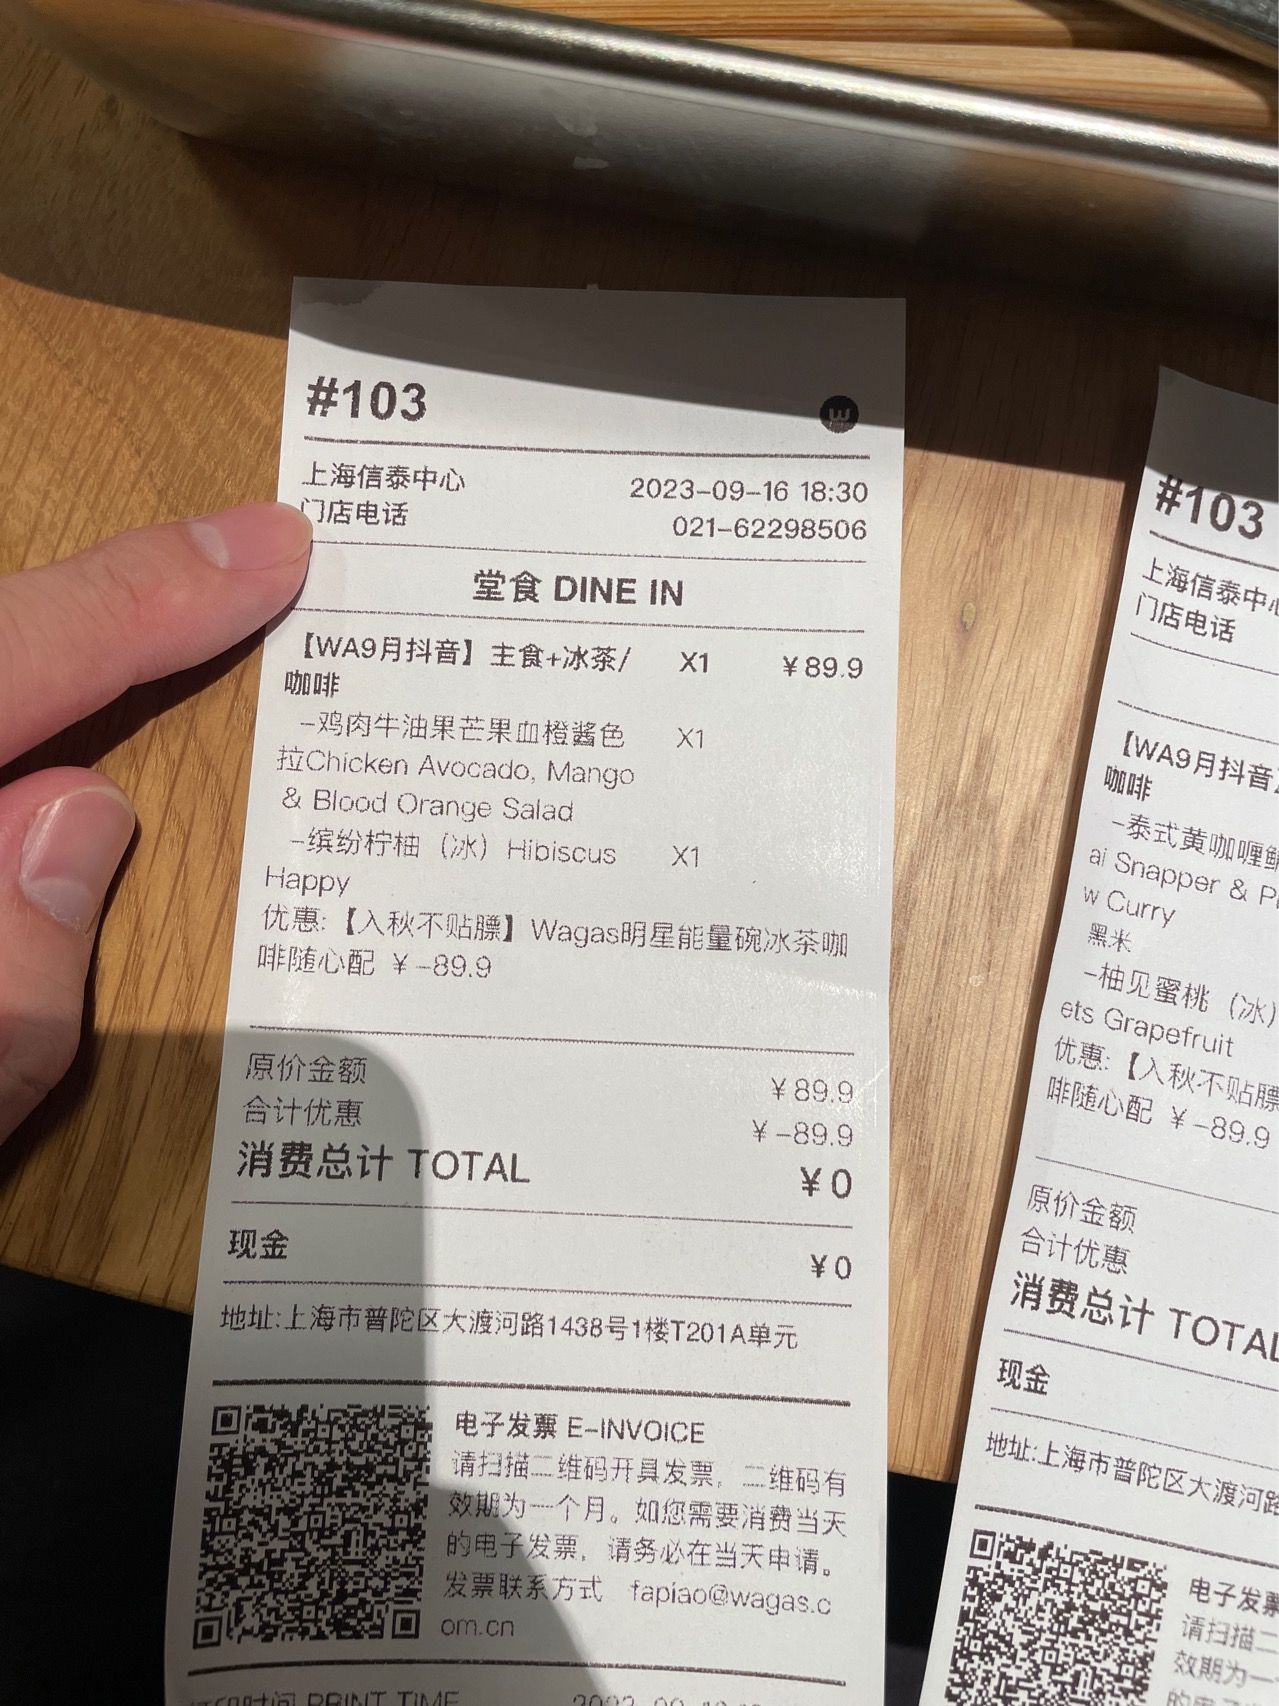 #103
上海信泰中心 2023-09-16 18:30
门店电话 021-62298506
堂食 DINE IN
【WA9月抖音】主食+冰茶/ X1 ¥89.9
咖啡
-鸡肉牛油果芒果血橙酱色 X1
拉Chicken Avocado, Mango
& Blood Orange Salad
-缤纷柠柚（冰）Hibiscus X1
Happy
优惠:【入秋不贴膘】Wagas明星能量碗冰茶咖
啡随心配 ¥-89.9
原价金额 ¥89.9
合计优惠 ¥-89.9
消费总计 TOTAL ¥0
现金 ¥0
地址:上海市普陀区大渡河路1438号1楼T201A单元
电子发票 E-INVOICE
请扫描二维码开具发票，二维码有
效期为一个月。如您需要消费当天
的电子发票，请务必在当天申请。
发票联系方式 fapiao@wagas.c
om.cn
打印时间 PRINT TIME
#103
上海信泰中心
门店电话
【WA9月抖音】
咖啡
-泰式黄咖喱鲷
ai Snapper & P
w Curry
黑米
-柚见蜜桃（冰）
ets Grapefruit
优惠:【入秋不贴膘
啡随心配 ¥-89.9
原价金额
合计优惠
消费总计 TOTAL
现金
地址:上海市普陀区大渡河路
电子发票
请扫描二
效期为一
的电